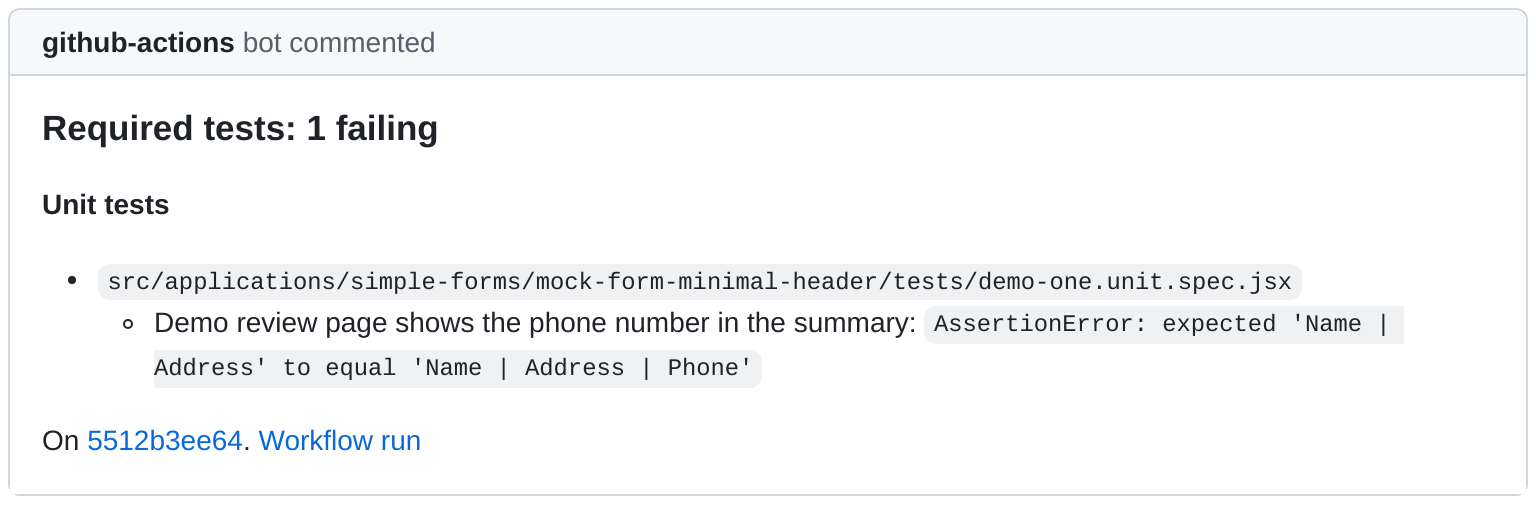 github-actions bot commented
Required tests: 1 failing
Unit tests
src/applications/simple-forms/mock-form-minimal-header/tests/demo-one.unit.spec.jsx
Demo review page shows the phone number in the summary: AssertionError: expected 'Name |
Address' to equal 'Name | Address | Phone'
On 5512b3ee64. Workflow run